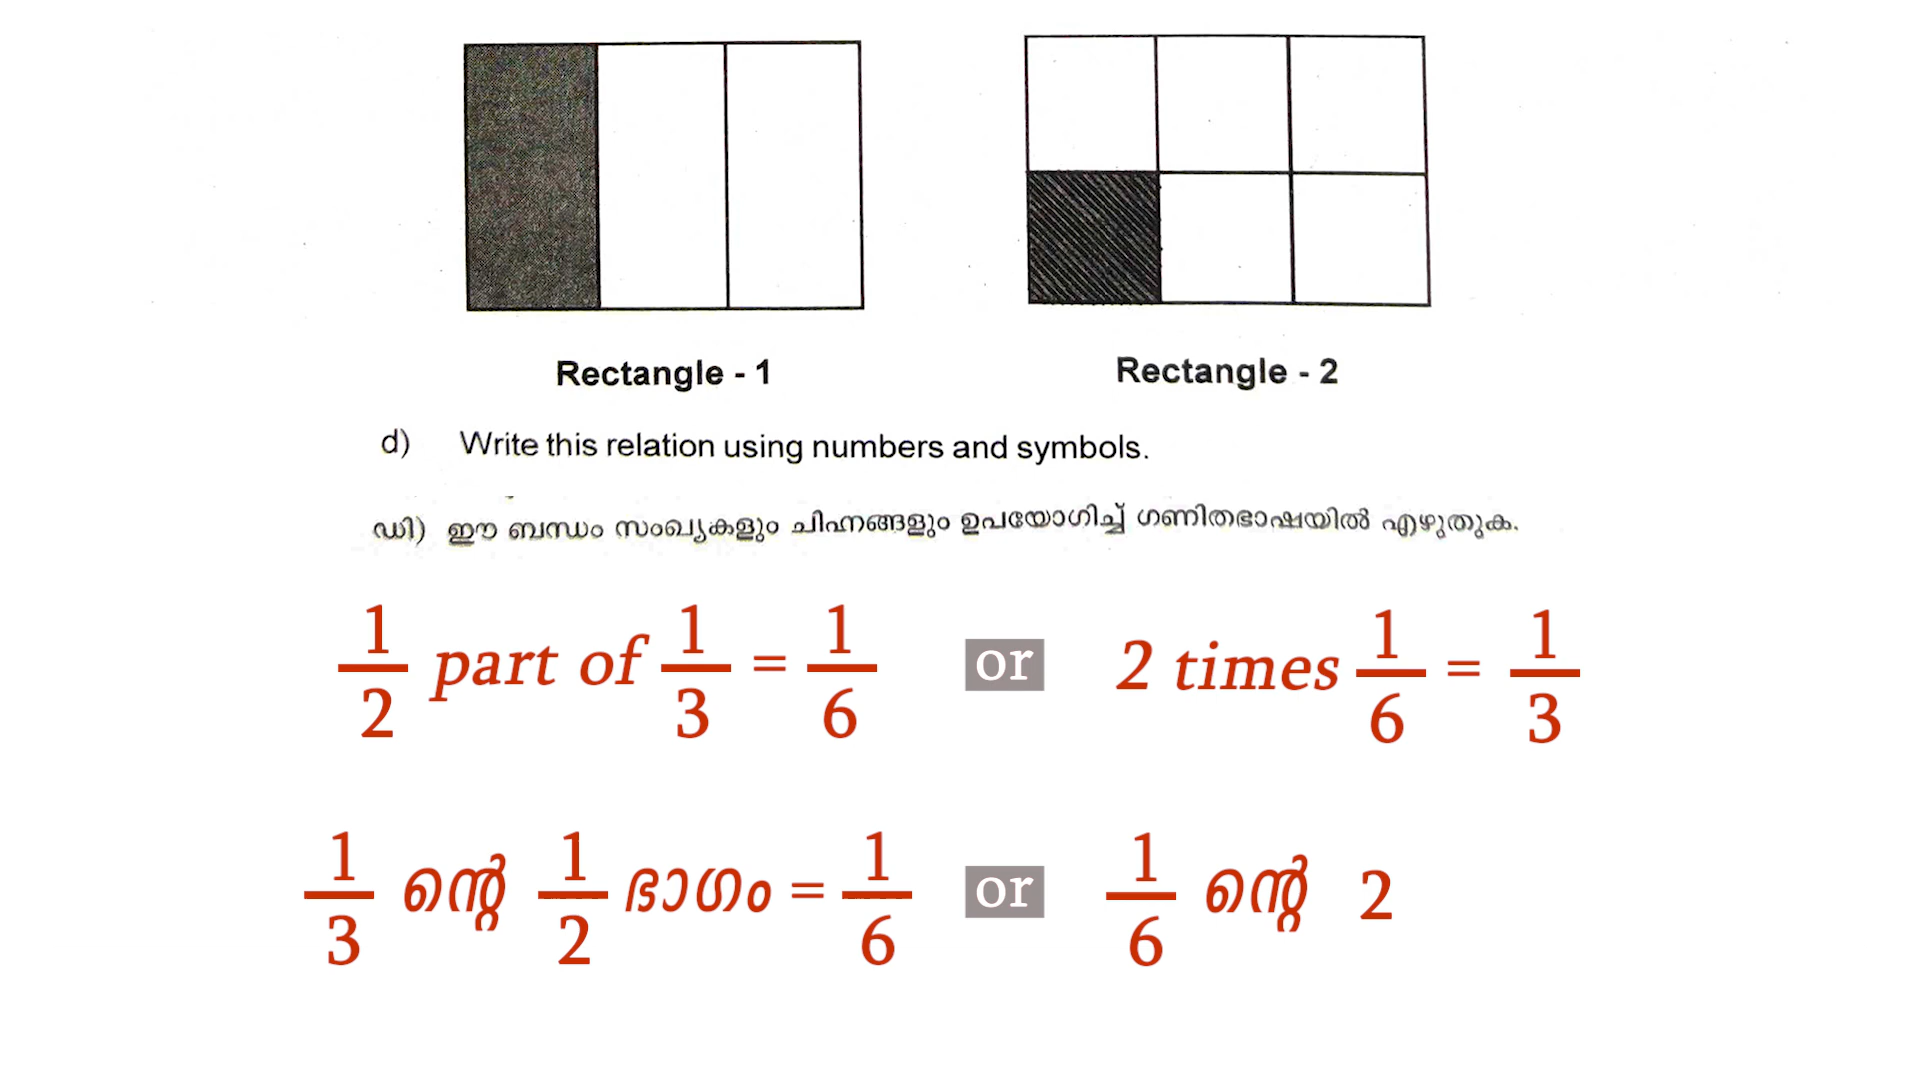 Rectangle - 1 Rectangle - 2
d) Write this relation using numbers and symbols.
ഡി) ഈ ബന്ധം സംഖ്യകളും ചിഹ്നങ്ങളും ഉപയോഗിച്ച് ഗണിതഭാഷയിൽ എഴുതുക.
1/2 part of 1/3 = 1/6 or 2 times 1/6 = 1/3
1/3 ന്റെ 1/2 ഭാഗം = 1/6 or 1/6 ന്റെ 2